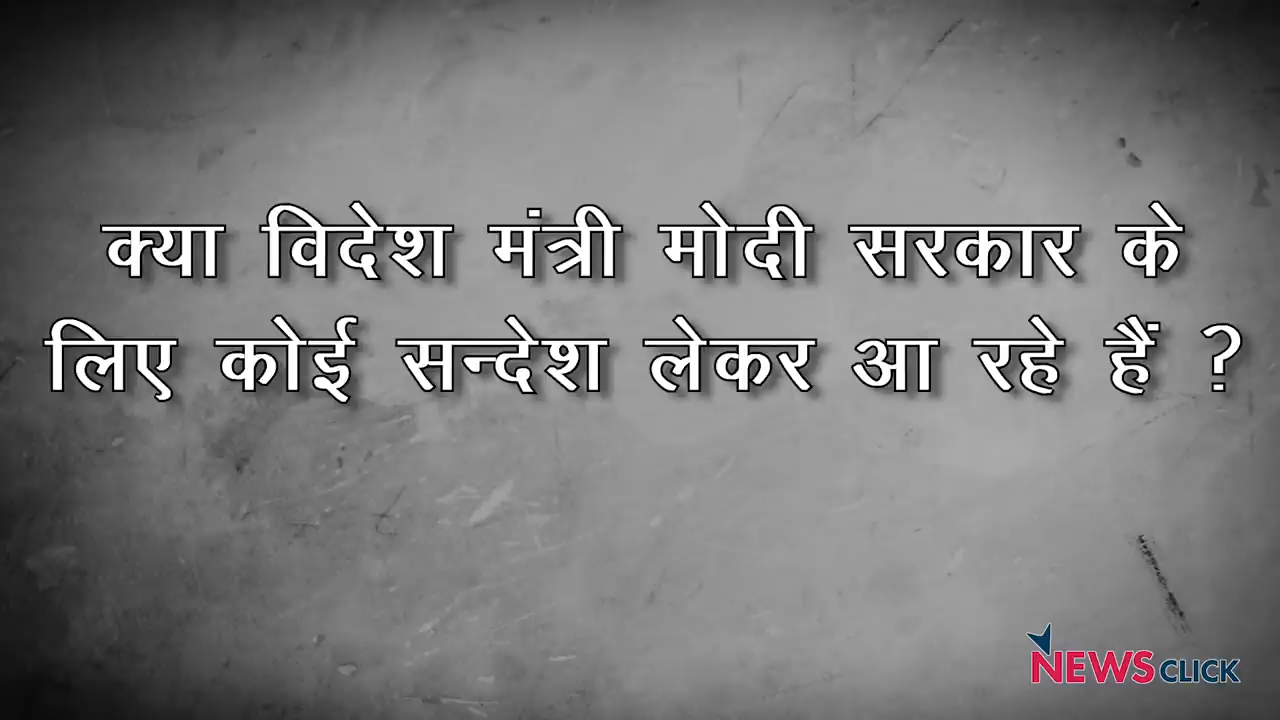 क्या विदेश मंत्री मोदी सरकार के
लिए कोई सन्देश लेकर आ रहे हैं ?
NEWSCLICK